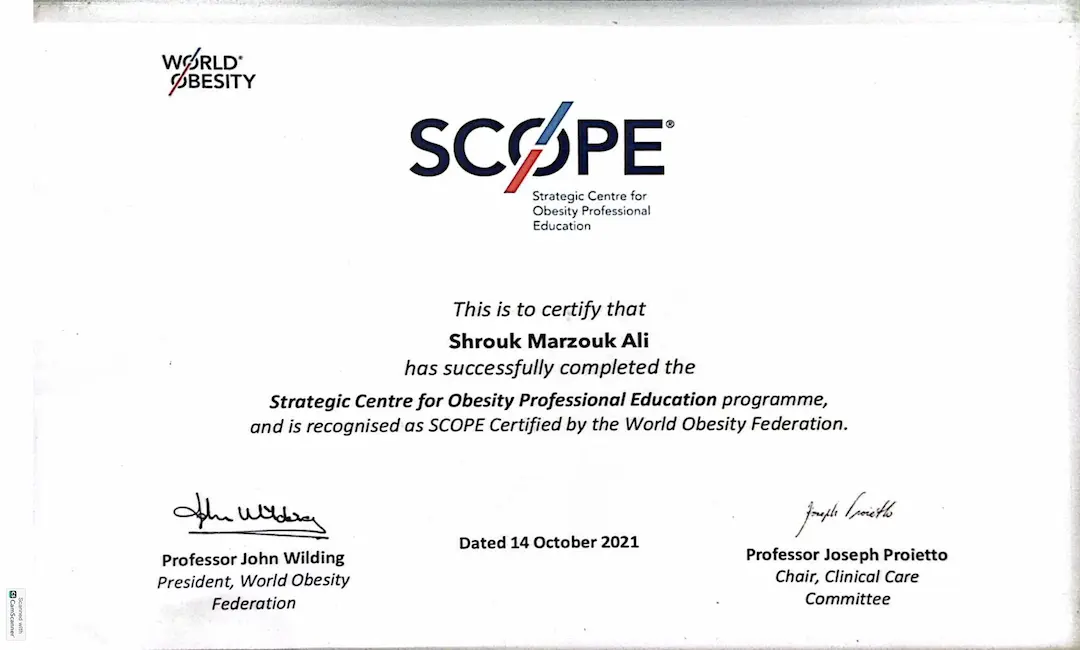 WORLD®
OBESITY
SCOPE®
Strategic Centre for
Obesity Professional
Education
This is to certify that
Shrouk Marzouk Ali
has successfully completed the
Strategic Centre for Obesity Professional Education programme,
and is recognised as SCOPE Certified by the World Obesity Federation.
John Wilding
Professor John Wilding
President, World Obesity
Federation
Dated 14 October 2021
Joseph Proietto
Professor Joseph Proietto
Chair, Clinical Care
Committee
Scanned with
CamScanner